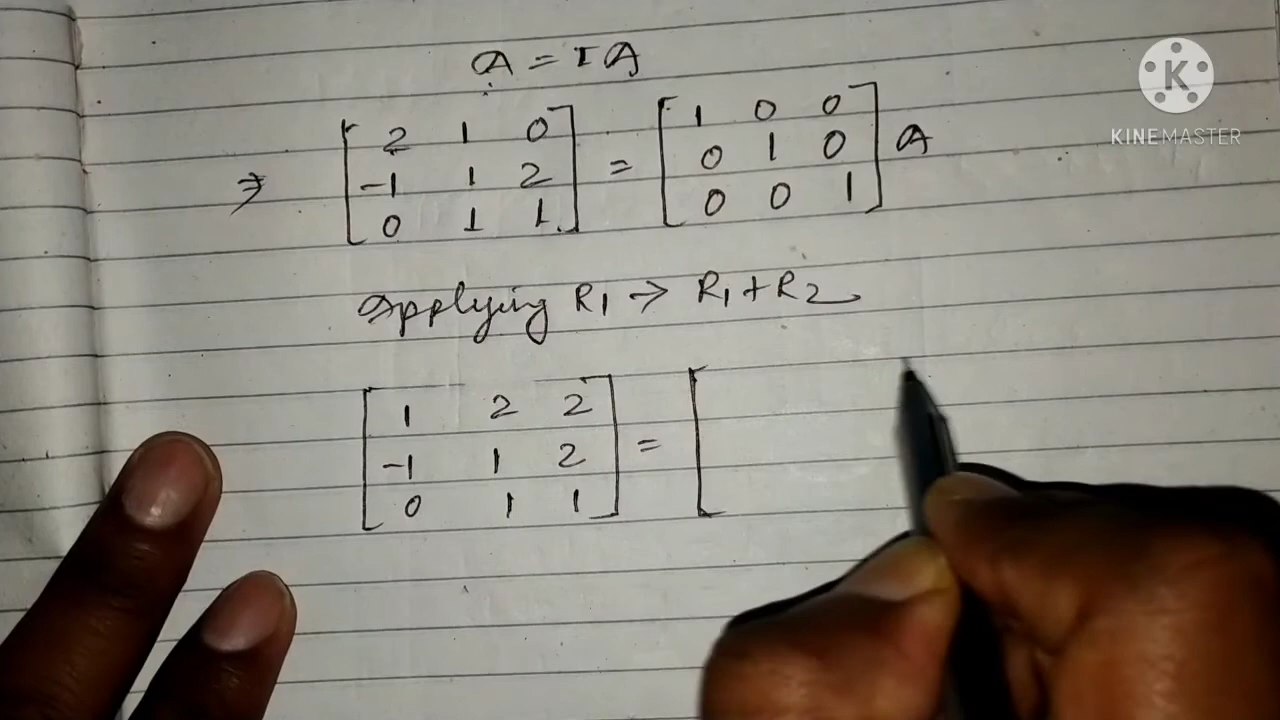 A = IA
⇒ [2 1 0 = [1 0 0
-1 1 2 0 1 0
0 1 1] 0 0 1] A
Applying R1 → R1 + R2
[1 2 2 = [
-1 1 2
0 1 1]
K
KINEMASTER